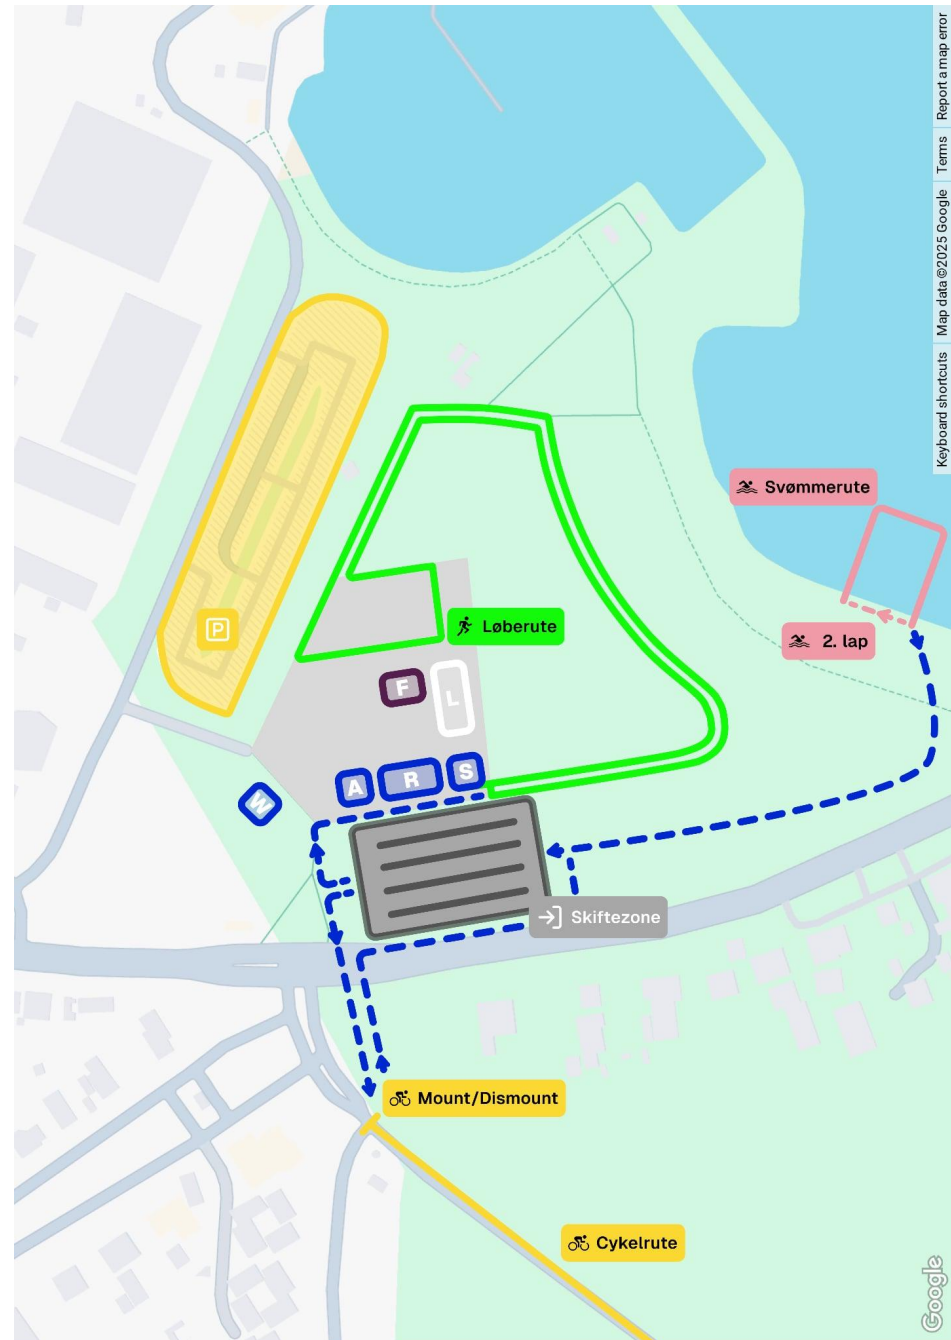 Keyboard shortcuts
Map data ©2025 Google
Terms
Report a map error
Svømmerute
2. lap
P
Løberute
F
L
A
R
S
W
Skiftezone
Mount/Dismount
Cykelrute
Google